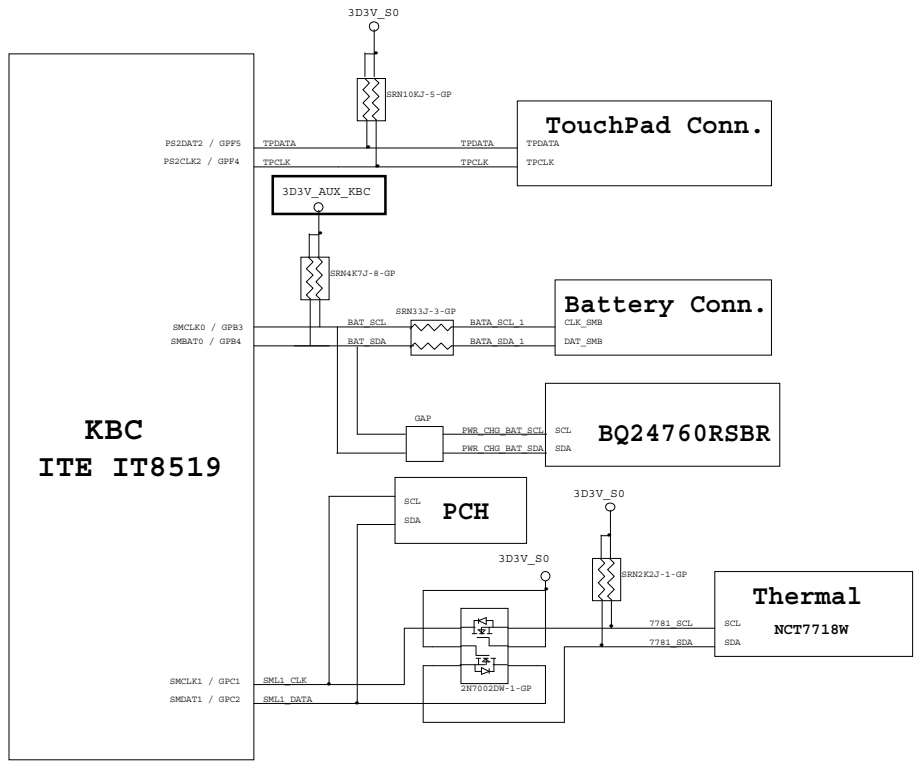 3D3V_S0
SRN10KJ-5-GP
TouchPad Conn.
PS2DAT2 / GPF5 TPDATA TPDATA TPDATA
PS2CLK2 / GPF4 TPCLK TPCLK TPCLK
3D3V_AUX_KBC
SRN4K7J-8-GP
Battery Conn.
SRN33J-3-GP
SMCLK0 / GPB3 BAT_SCL BATA_SCL_1 CLK_SMB
SMBAT0 / GPB4 BAT_SDA BATA_SDA_1 DAT_SMB
GAP
PWR_CHG_BAT_SCL SCL
PWR_CHG_BAT_SDA SDA
BQ24760RSBR
KBC
ITE IT8519
SCL
SDA
PCH
3D3V_S0
3D3V_S0
SRN2K2J-1-GP
Thermal
NCT7718W
7781_SCL SCL
7781_SDA SDA
SMCLK1 / GPC1 SML1_CLK
2N7002DW-1-GP
SMDAT1 / GPC2 SML1_DATA